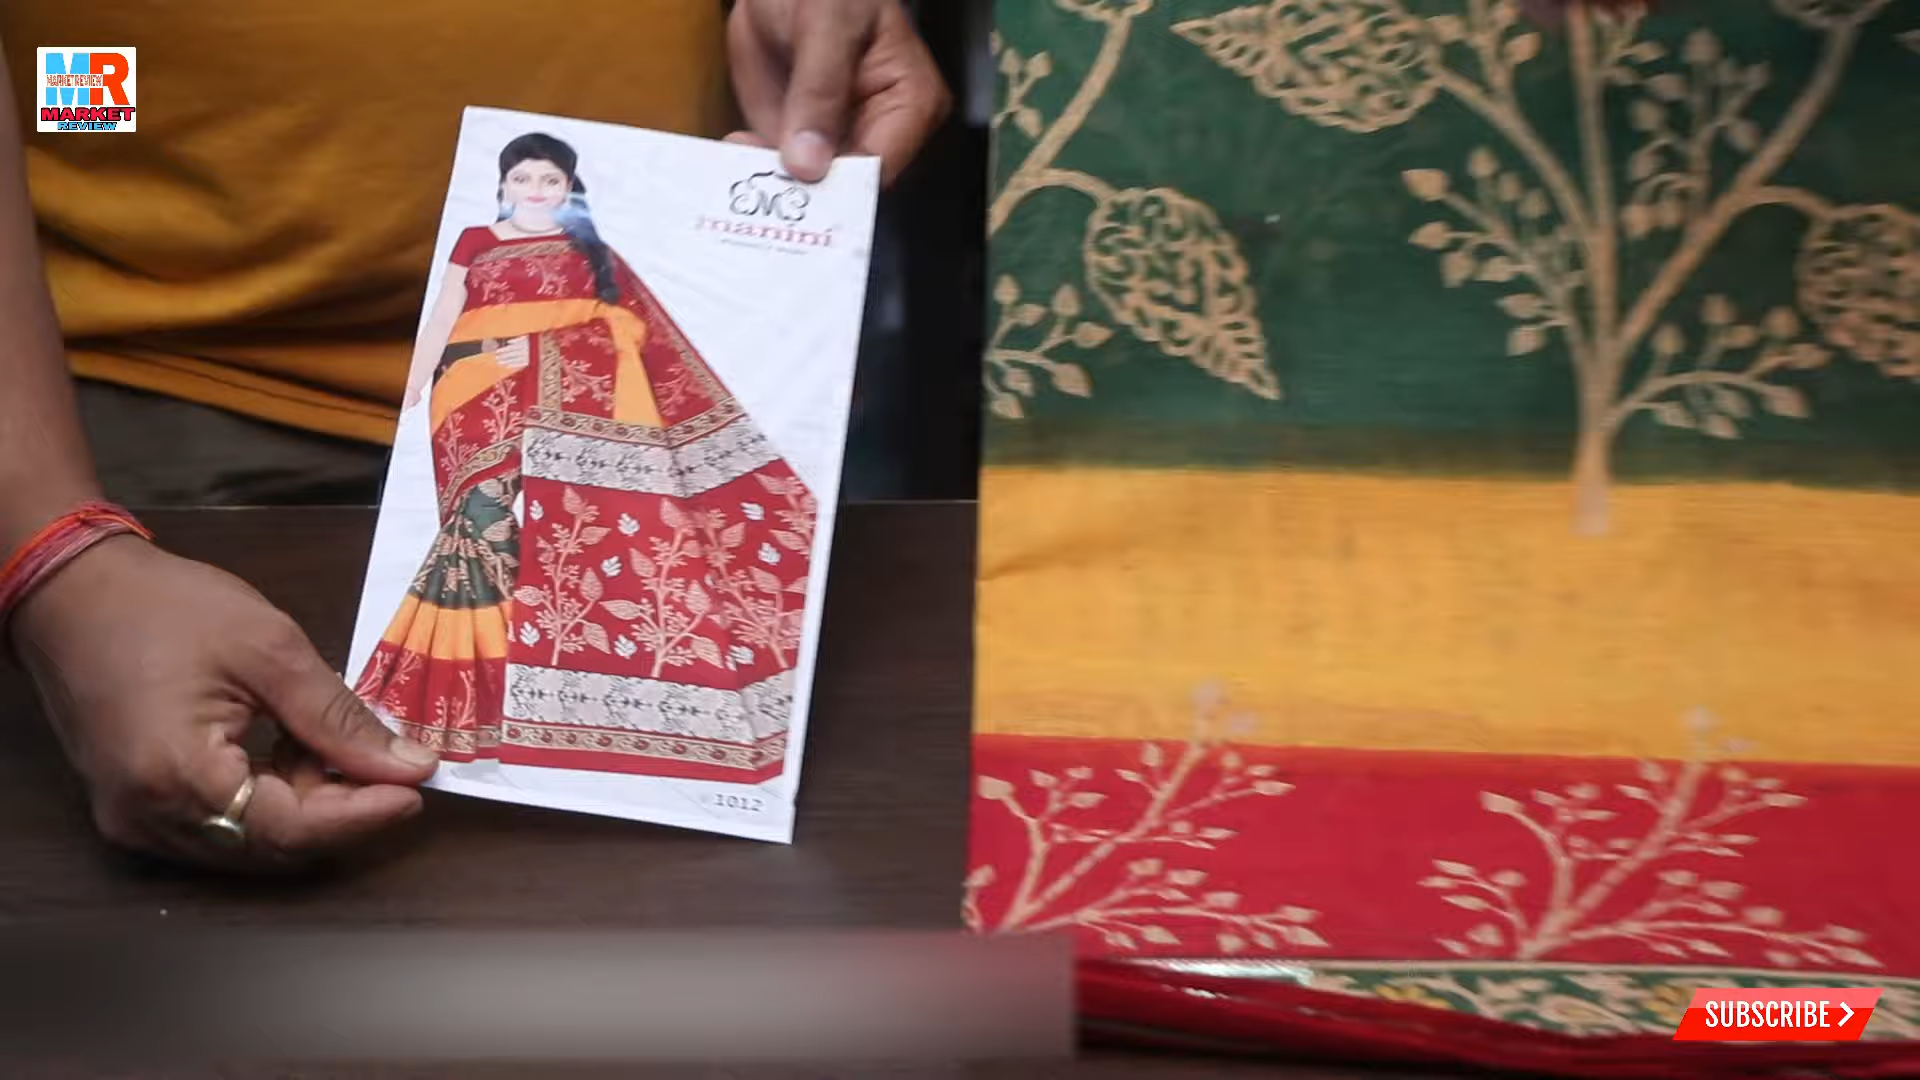 MR
MARKET REVIEW
MARKET
REVIEW
manini
1012
SUBSCRIBE